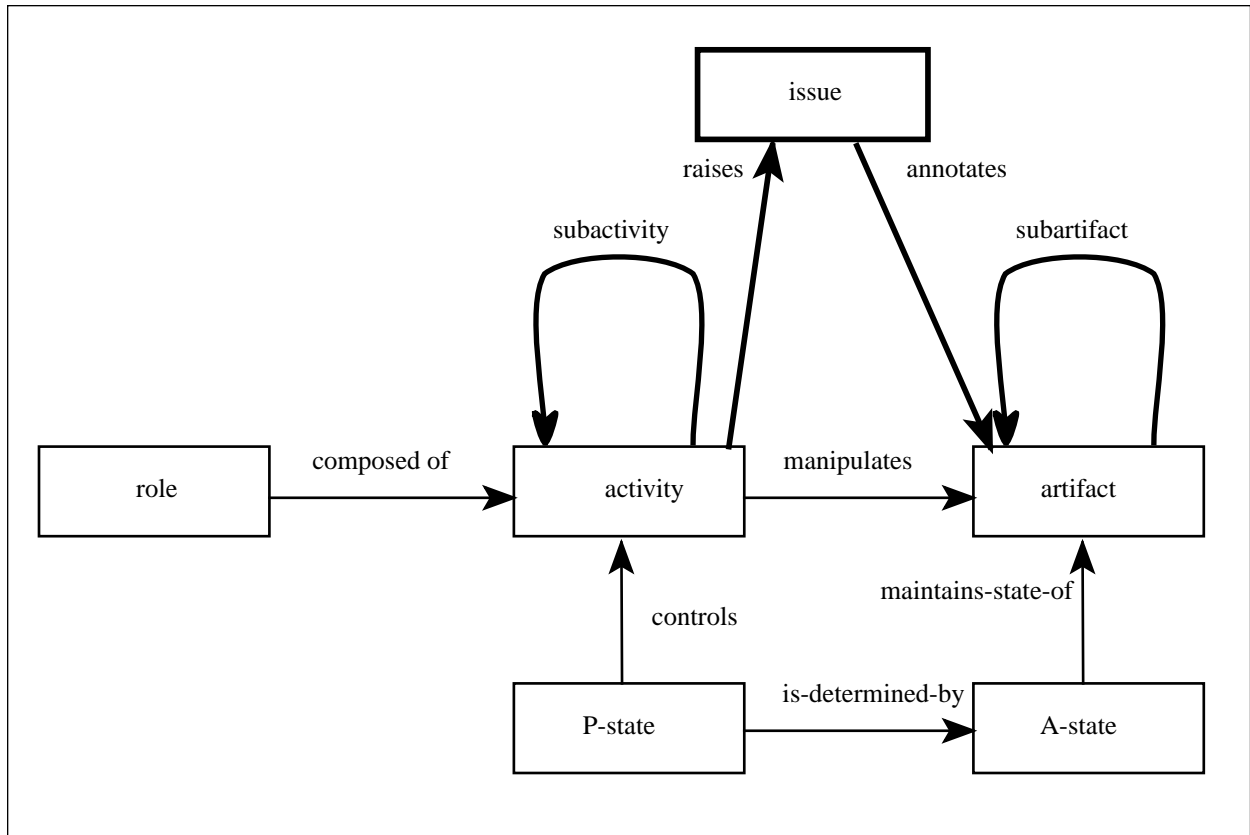 issue
raises
annotates
subactivity
subartifact
composed of
manipulates
role
activity
artifact
maintains-state-of
controls
is-determined-by
P-state
A-state